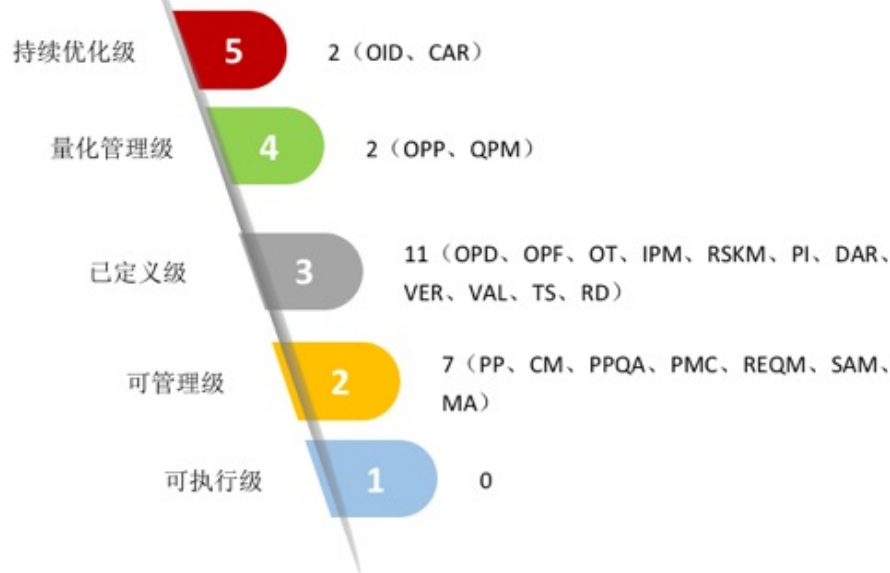 持续优化级 5 2（OID、CAR）
量化管理级 4 2（OPP、QPM）
已定义级 3 11（OPD、OPF、OT、IPM、RSKM、PI、DAR、
VER、VAL、TS、RD）
可管理级 2 7（PP、CM、PPQA、PMC、REQM、SAM、
MA）
可执行级 1 0